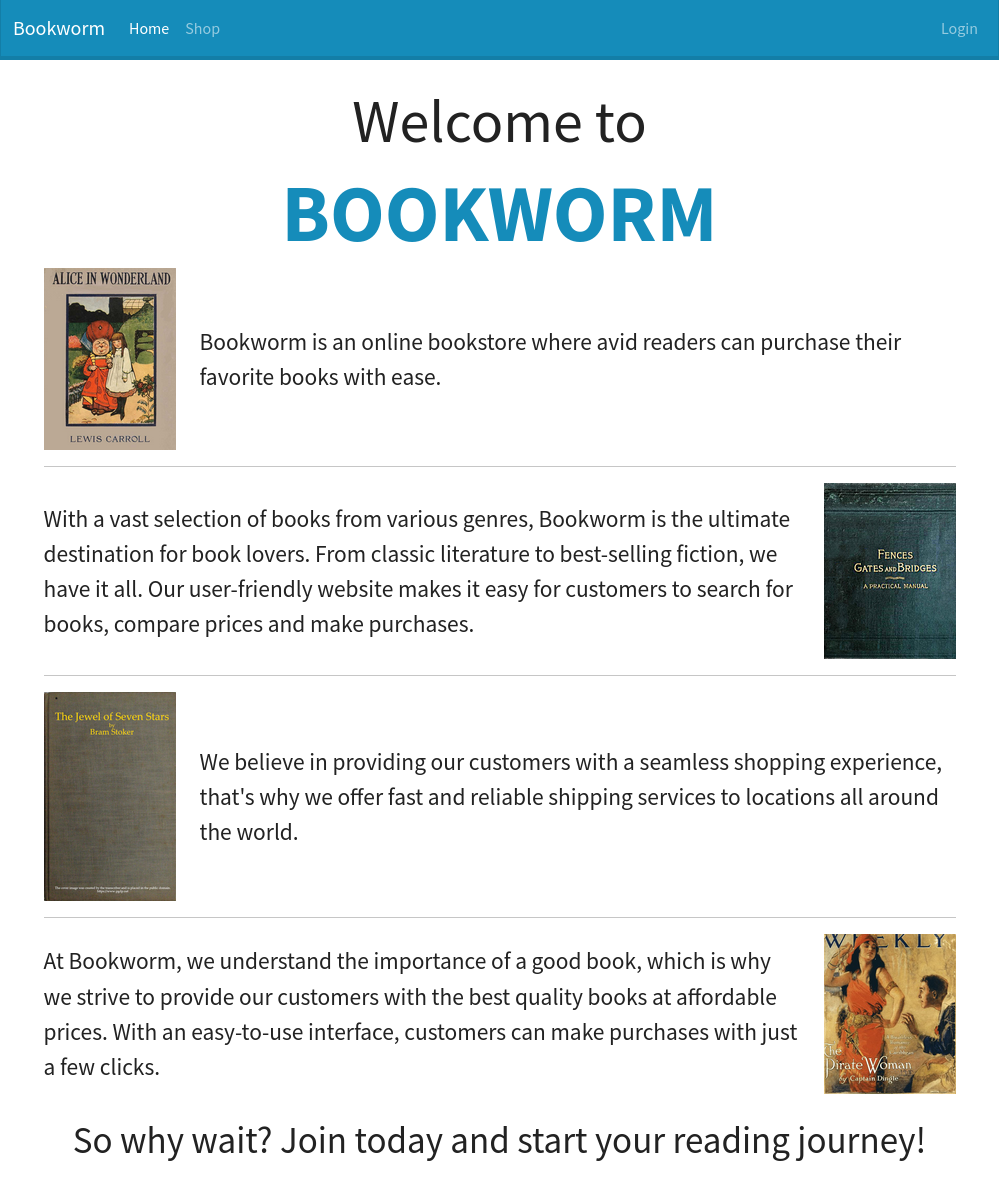 Bookworm Home Shop Login
Welcome to
BOOKWORM
ALICE IN WONDERLAND
LEWIS CARROLL
Bookworm is an online bookstore where avid readers can purchase their
favorite books with ease.
With a vast selection of books from various genres, Bookworm is the ultimate
destination for book lovers. From classic literature to best-selling fiction, we
have it all. Our user-friendly website makes it easy for customers to search for
books, compare prices and make purchases.
FENCES
GATES AND BRIDGES
A PRACTICAL MANUAL
The Jewel of Seven Stars
by
Bram Stoker
We believe in providing our customers with a seamless shopping experience,
that's why we offer fast and reliable shipping services to locations all around
the world.
At Bookworm, we understand the importance of a good book, which is why
we strive to provide our customers with the best quality books at affordable
prices. With an easy-to-use interface, customers can make purchases with just
a few clicks.
WEEKLY
The
Pirate Woman
by Captain Dingle
So why wait? Join today and start your reading journey!